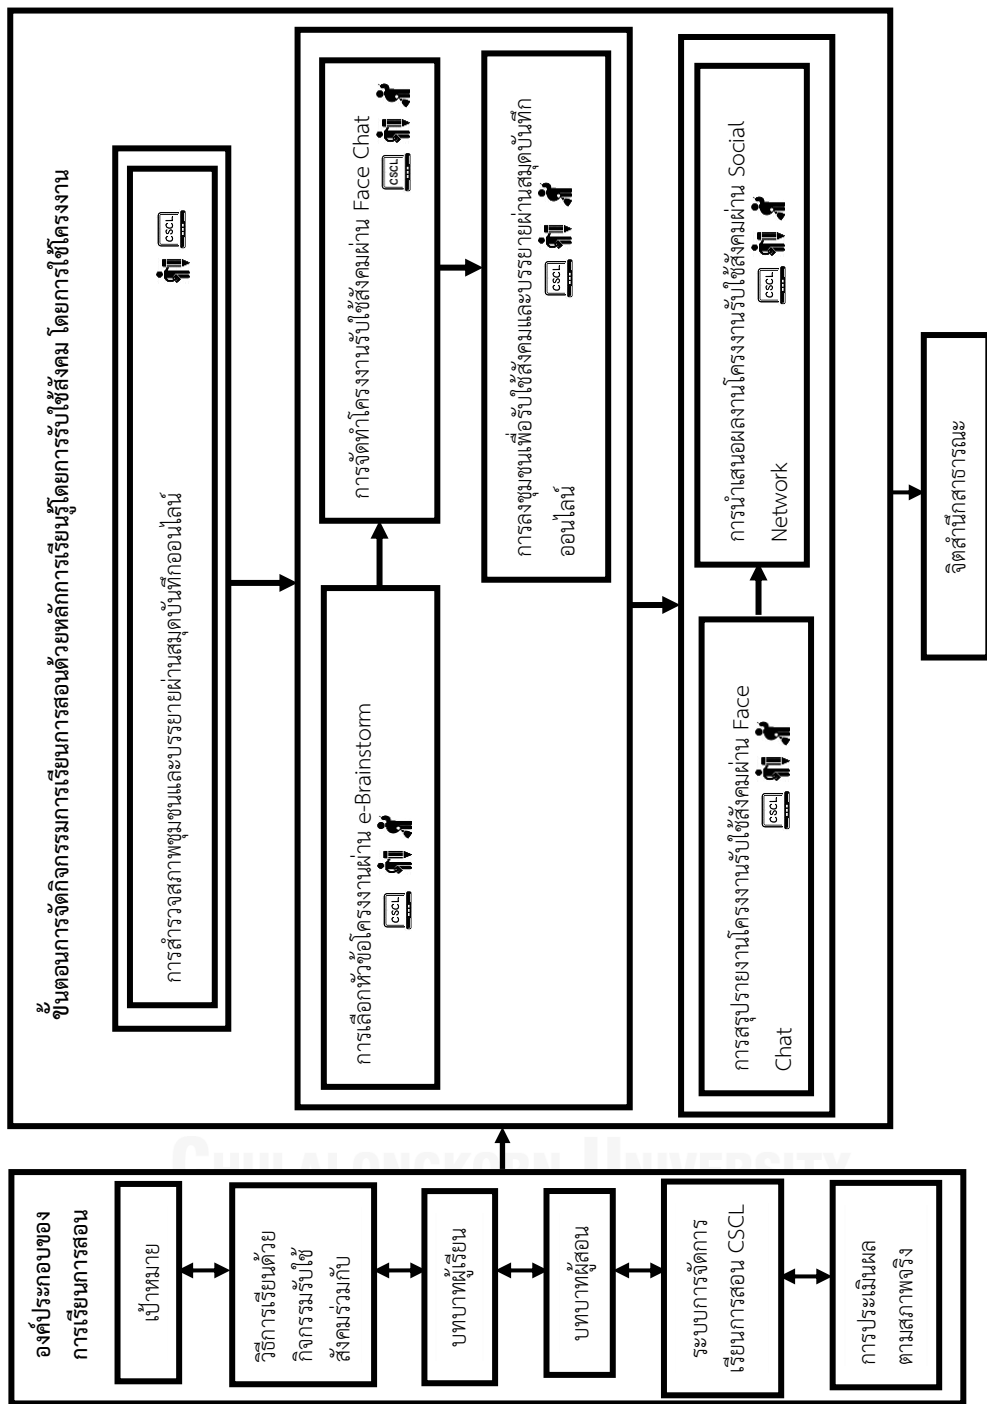 องค์ประกอบของ
การเรียนการสอน
เป้าหมาย
วิธีการเรียนด้วย
กิจกรรมรับใช้
สังคมร่วมกับ
บทบาทผู้เรียน
บทบาทผู้สอน
ระบบการจัดการ
เรียนการสอน CSCL
การประเมินผล
ตามสภาพจริง
ขั้นตอนการจัดกิจกรรมการเรียนการสอนด้วยหลักการเรียนรู้โดยการรับใช้สังคม โดยการใช้โครงงาน
การสำรวจสภาพชุมชนและบรรยายผ่านสมุดบันทึกออนไลน์
CSCL
การเลือกหัวข้อโครงงานผ่าน e-Brainstorm
CSCL
การจัดทำโครงงานรับใช้สังคมผ่าน Face Chat
CSCL
การลงชุมชนเพื่อรับใช้สังคมและบรรยายผ่านสมุดบันทึก
ออนไลน์
CSCL
การสรุปรายงานโครงงานรับใช้สังคมผ่าน Face
Chat
CSCL
การนำเสนอผลงานโครงงานรับใช้สังคมผ่าน Social
Network
CSCL
จิตสำนึกสาธารณะ
CHULALONGKORN UNIVERSITY